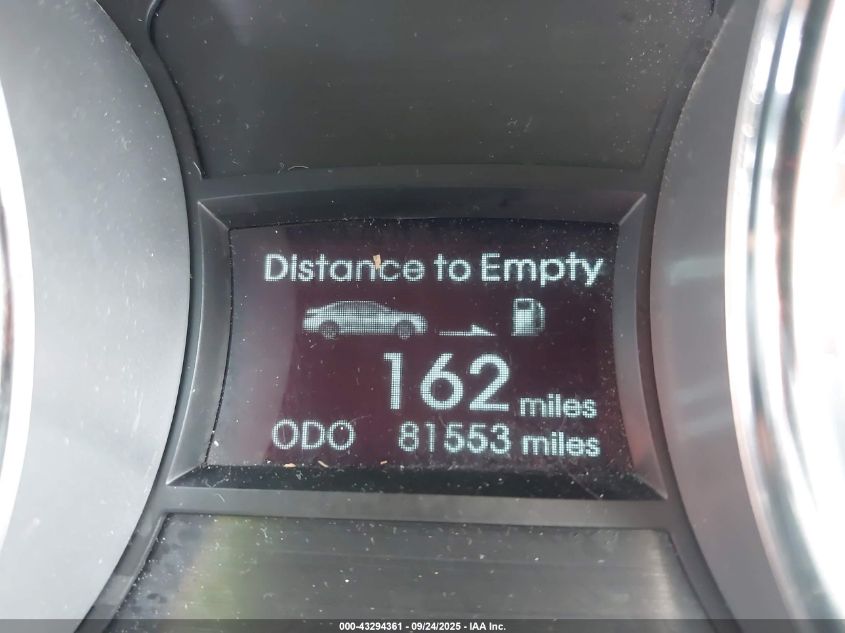 Distance to Empty
162 miles
ODO 81553 miles
000-43294361 - 09/24/2025 - IAA Inc.